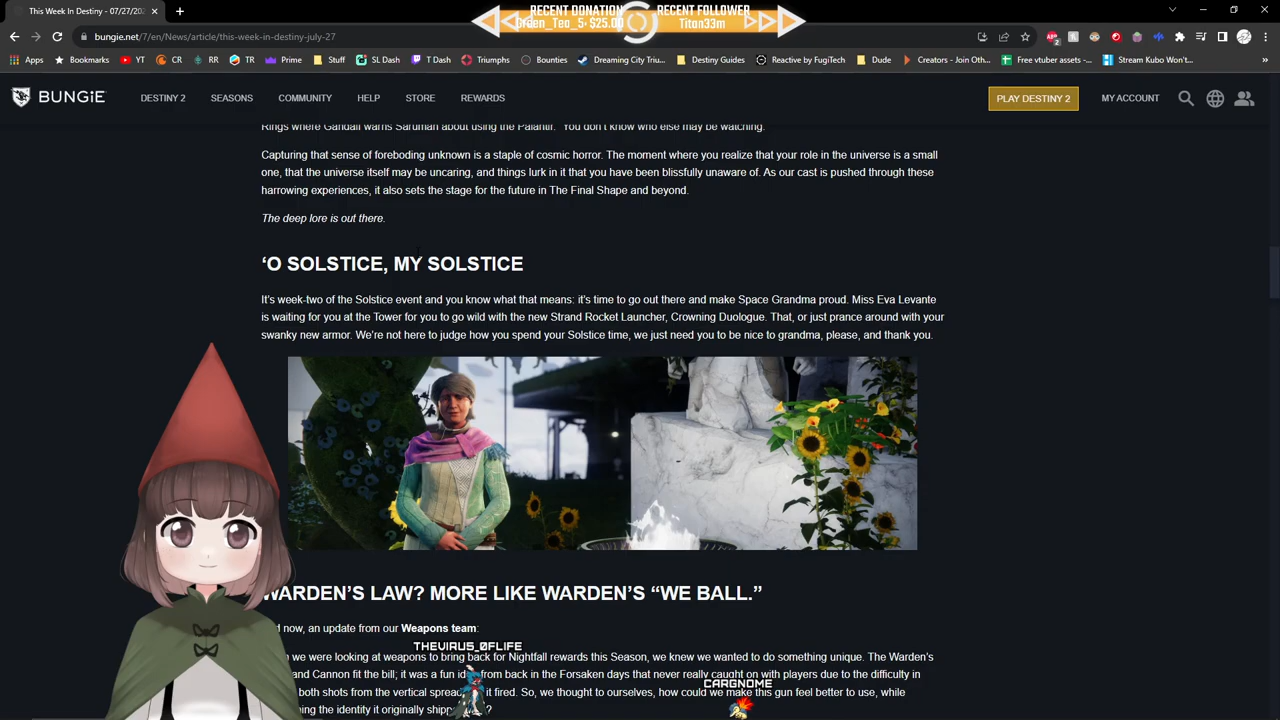 This Week In Destiny - 07/27/202
RECENT DONATION
Green_Tea_5: $25.00
RECENT FOLLOWER
Titan33m
bungie.net/7/en/News/article/this-week-in-destiny-july-27
Apps
Bookmarks
CR
RR
TR
Prime
Stuff
SL Dash
T Dash
Triumphs
Bounties
Dreaming City Triu...
Destiny Guides
Reactive by FugiTech
Dude
Creators - Join Oth...
Free vtuber assets -...
Stream Kubo Won't...
BUNGiE
DESTINY 2
SEASONS
COMMUNITY
HELP
STORE
REWARDS
PLAY DESTINY 2
MY ACCOUNT
Rings where Gandalf warns Saruman about using the Palantir. "You don't know who else may be watching."
Capturing that sense of foreboding unknown is a staple of cosmic horror. The moment where you realize that your role in the universe is a small
one, that the universe itself may be uncaring, and things lurk in it that you have been blissfully unaware of. As our cast is pushed through these
harrowing experiences, it also sets the stage for the future in The Final Shape and beyond.
The deep lore is out there.
‘O SOLSTICE, MY SOLSTICE
It’s week-two of the Solstice event and you know what that means: it’s time to go out there and make Space Grandma proud. Miss Eva Levante
is waiting for you at the Tower for you to go wild with the new Strand Rocket Launcher, Crowning Duologue. That, or just prance around with your
swanky new armor. We’re not here to judge how you spend your Solstice time, we just need you to be nice to grandma, please, and thank you.
WARDEN’S LAW? MORE LIKE WARDEN’S “WE BALL.”
now, an update from our Weapons team:
THEVIRUS_0FLIFE
we were looking at weapons to bring back for Nightfall rewards this Season, we knew we wanted to do something unique. The Warden’s
and Cannon fit the bill; it was a fun from back in the Forsaken days that never really caught on with players due to the difficulty in
CARGNOME
both shots from the vertical spread it fired. So, we thought to ourselves, how could we make this gun feel better to use, while
the identity it originally